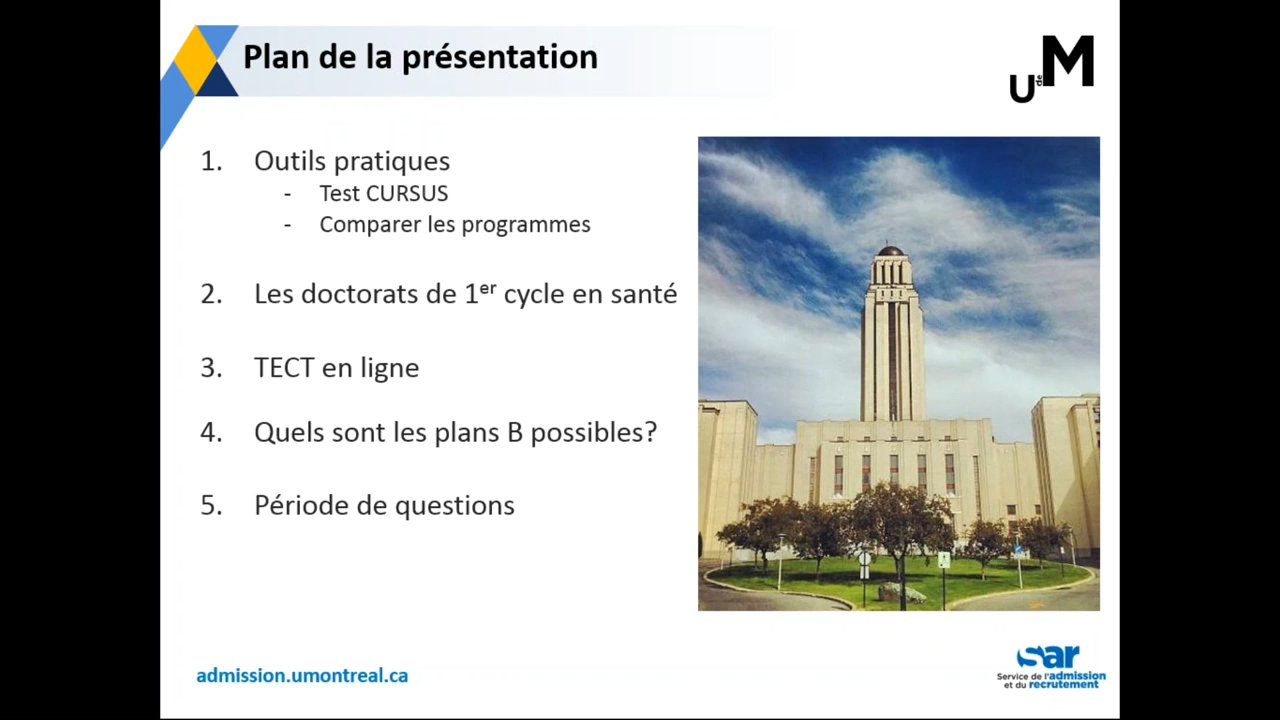 Plan de la présentation
U de M
1. Outils pratiques
- Test CURSUS
- Comparer les programmes
2. Les doctorats de 1er cycle en santé
3. TECT en ligne
4. Quels sont les plans B possibles?
5. Période de questions
admission.umontreal.ca
sar
Service de l'admission
et du recrutement